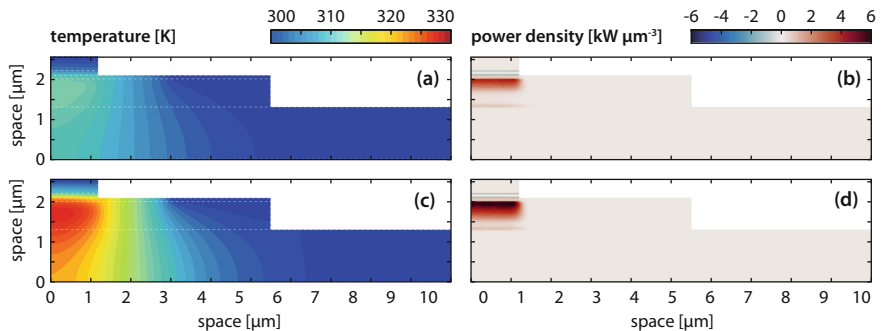 temperature [K]
300 310 320 330
power density [kW μm⁻³]
-6 -4 -2 0 2 4 6
space [μm]
2
1
0
(a)
(b)
space [μm]
2
1
0
(c)
(d)
0 1 2 3 4 5 6 7 8 9 10
space [μm]
0 1 2 3 4 5 6 7 8 9 10
space [μm]